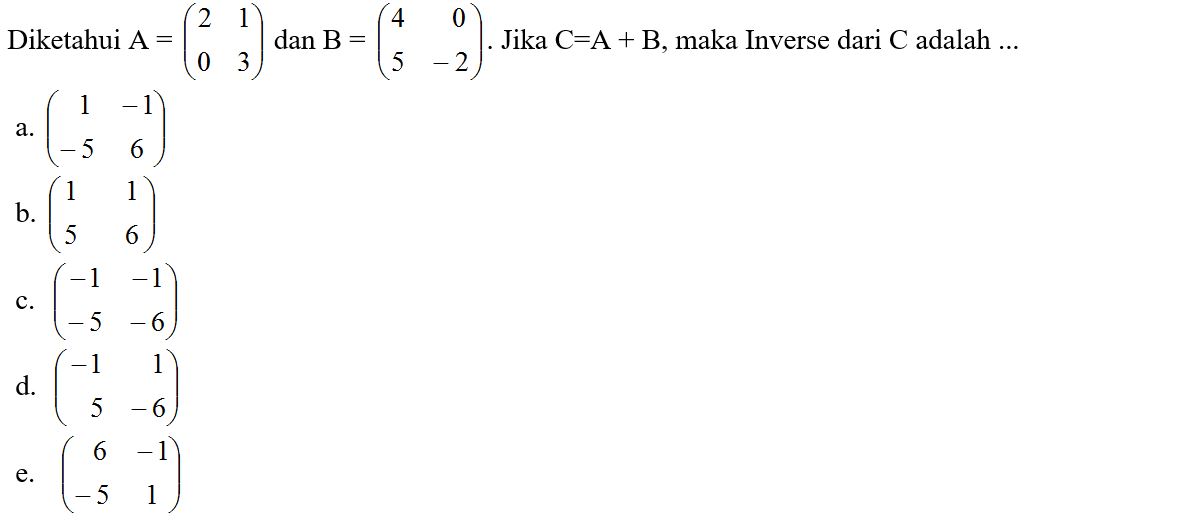 Diketahui A = $\begin{pmatrix} 2 & 1 \\ 0 & 3 \end{pmatrix}$ dan B = $\begin{pmatrix} 4 & 0 \\ 5 & -2 \end{pmatrix}$. Jika C=A + B, maka Inverse dari C adalah ...
a. $\begin{pmatrix} 1 & -1 \\ -5 & 6 \end{pmatrix}$
b. $\begin{pmatrix} 1 & 1 \\ 5 & 6 \end{pmatrix}$
c. $\begin{pmatrix} -1 & -1 \\ -5 & -6 \end{pmatrix}$
d. $\begin{pmatrix} -1 & 1 \\ 5 & -6 \end{pmatrix}$
e. $\begin{pmatrix} 6 & -1 \\ -5 & 1 \end{pmatrix}$